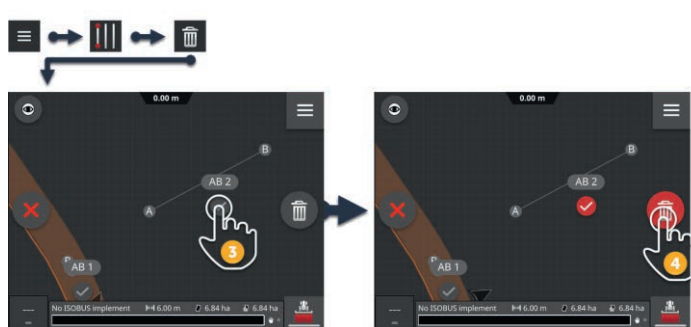 0.00 m
B
AB 2
A
3
AB 1
No ISOBUS implement 6.00 m 6.84 ha 6.84 ha
0.00 m
B
AB 2
A
4
AB 1
No ISOBUS implement 6.00 m 6.84 ha 6.84 ha